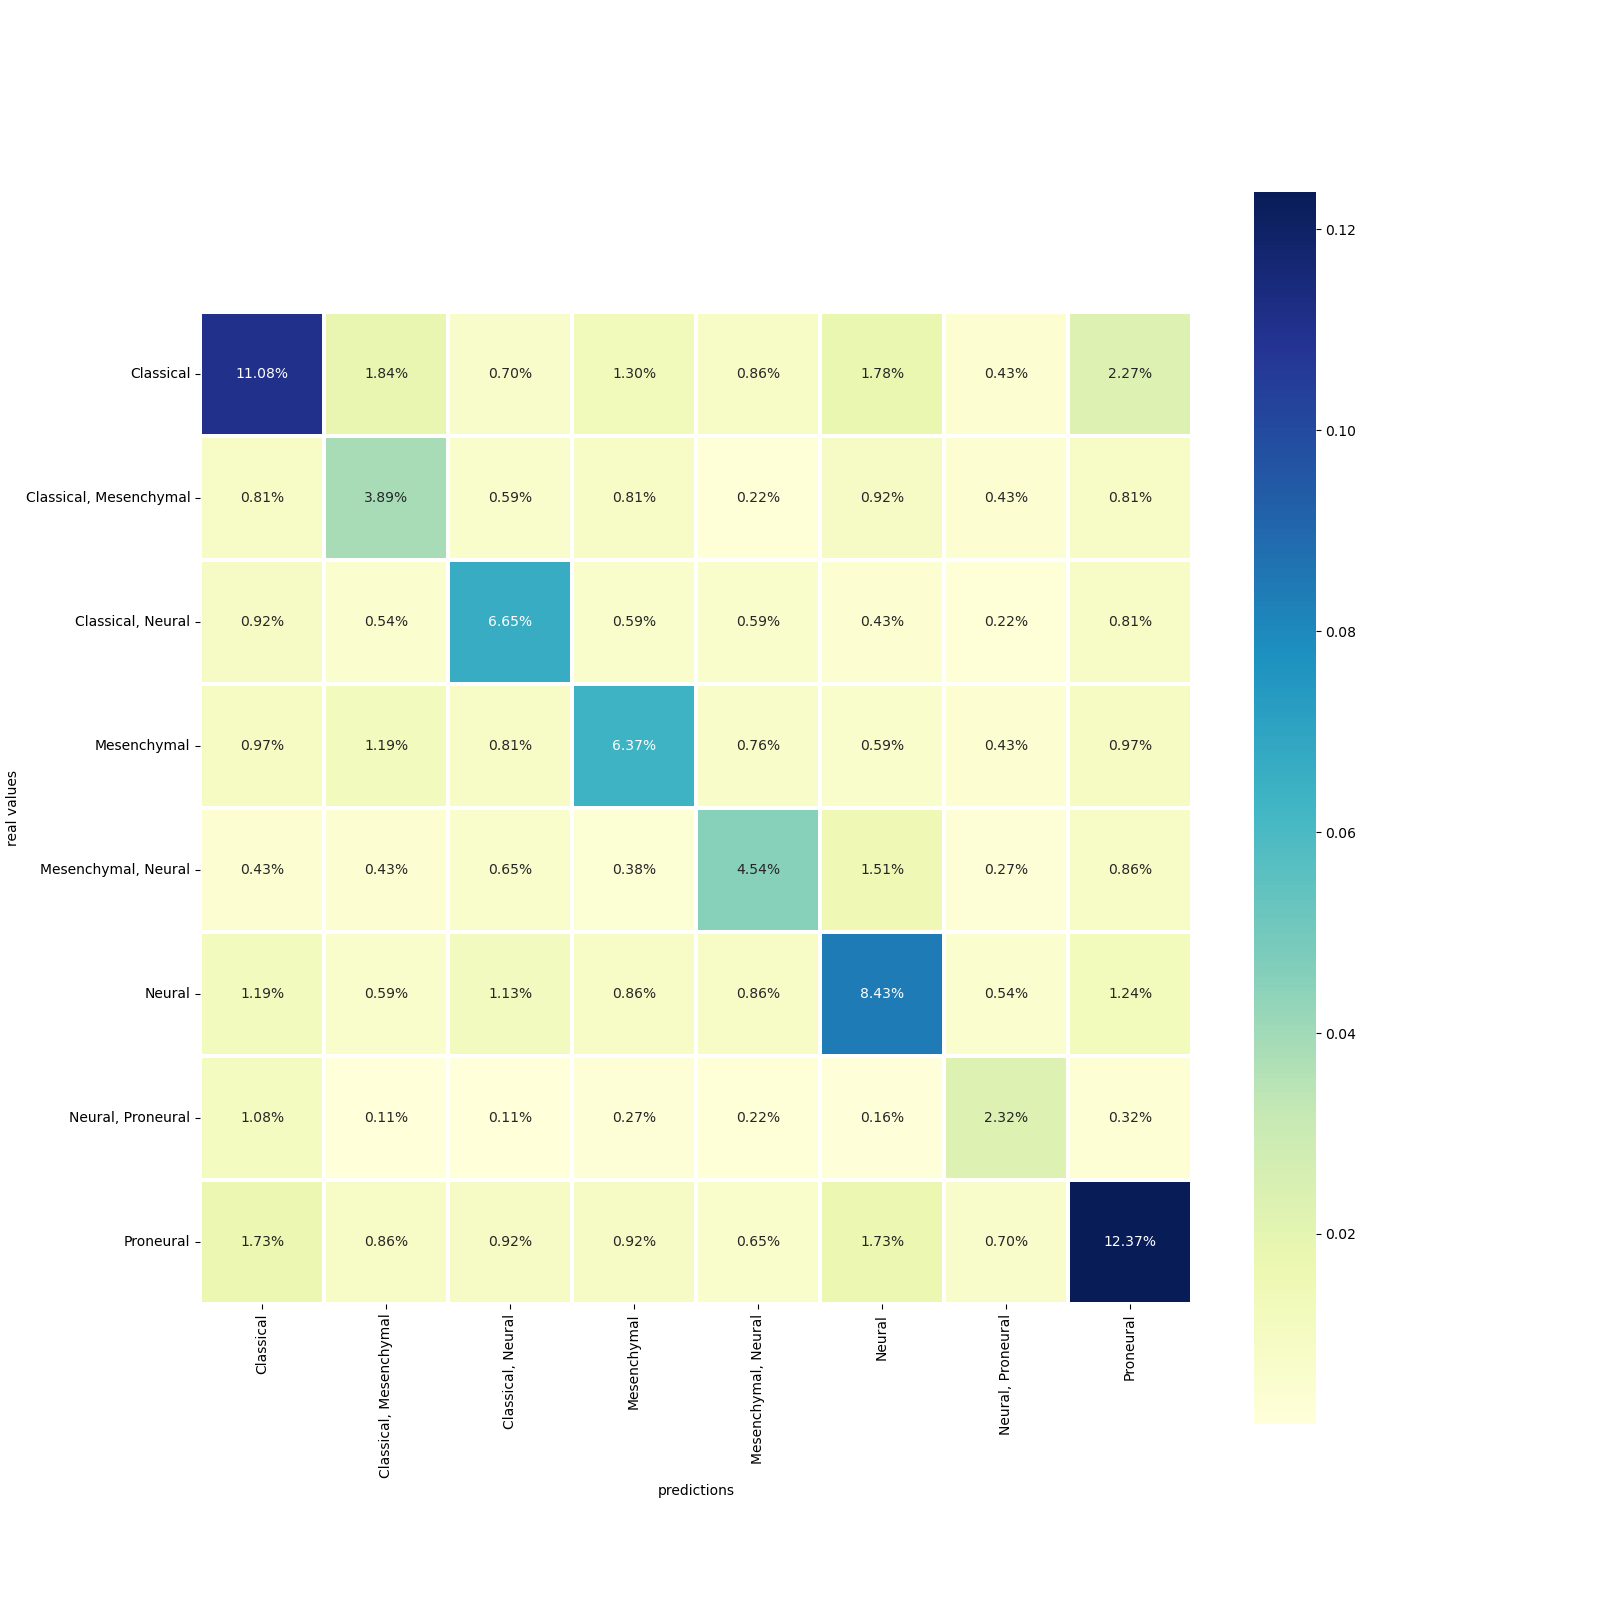 Classical 11.08% 1.84% 0.70% 1.30% 0.86% 1.78% 0.43% 2.27%
Classical, Mesenchymal 0.81% 3.89% 0.59% 0.81% 0.22% 0.92% 0.43% 0.81%
Classical, Neural 0.92% 0.54% 6.65% 0.59% 0.59% 0.43% 0.22% 0.81%
Mesenchymal 0.97% 1.19% 0.81% 6.37% 0.76% 0.59% 0.43% 0.97%
Mesenchymal, Neural 0.43% 0.43% 0.65% 0.38% 4.54% 1.51% 0.27% 0.86%
Neural 1.19% 0.59% 1.13% 0.86% 0.86% 8.43% 0.54% 1.24%
Neural, Proneural 1.08% 0.11% 0.11% 0.27% 0.22% 0.16% 2.32% 0.32%
Proneural 1.73% 0.86% 0.92% 0.92% 0.65% 1.73% 0.70% 12.37%
real values
Classical
Classical, Mesenchymal
Classical, Neural
Mesenchymal
Mesenchymal, Neural
Neural
Neural, Proneural
Proneural
predictions
0.12
0.10
0.08
0.06
0.04
0.02